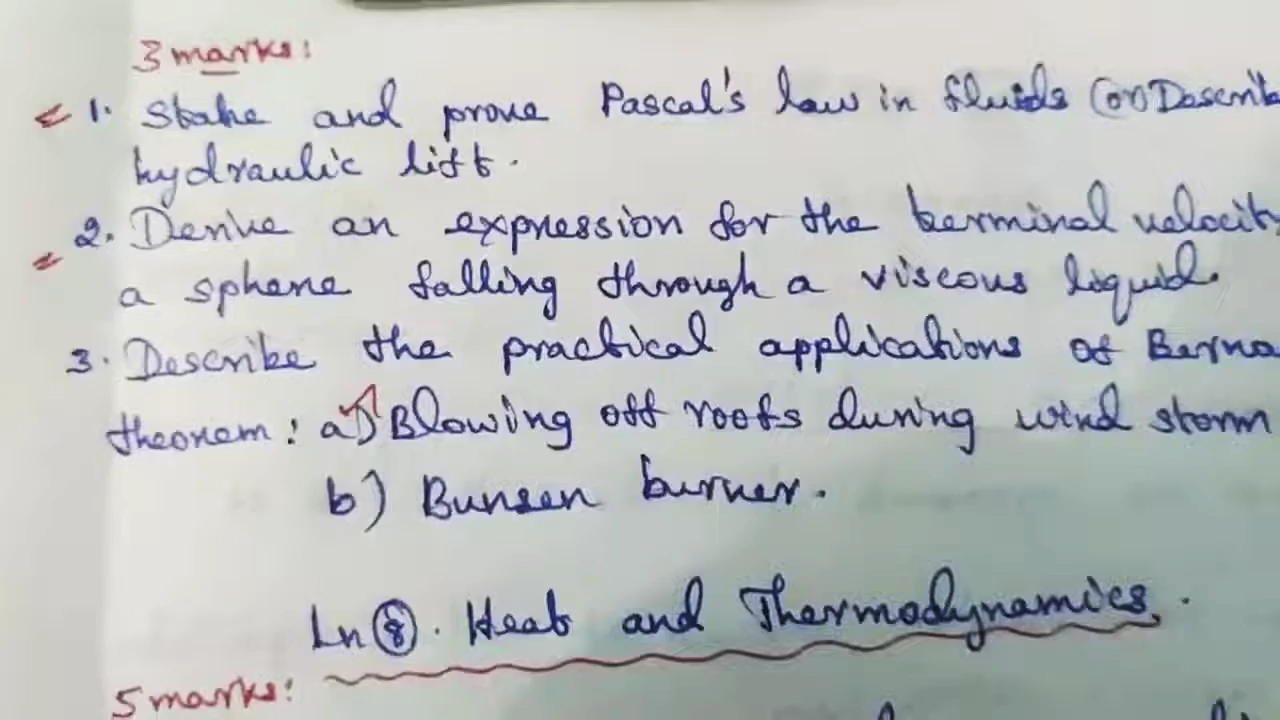 3 marks:
1. State and prove Pascal's law in fluids (or) Describe
hydraulic lift.
2. Derive an expression for the terminal velocity
a sphere falling through a viscous liquid.
3. Describe the practical applications of Berno
theorem: a) Blowing off roofs during wind storm
b) Bunsen burner.
Ln 8. Heat and Thermodynamics.
5 marks: